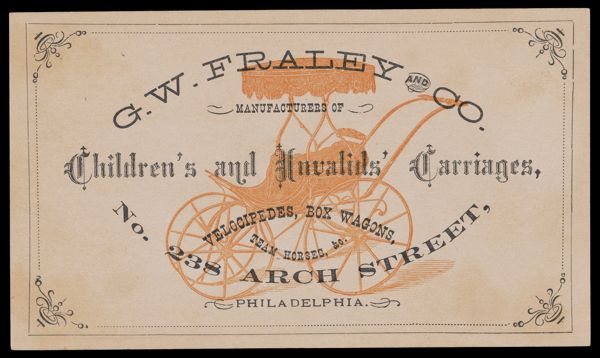 G. W. FRALEY AND CO.
MANUFACTURERS OF
Children's and Invalids' Carriages,
VELOCIPEDES, BOX WAGONS,
TEAM HORSES, &c.
No. 238 ARCH STREET,
PHILADELPHIA.